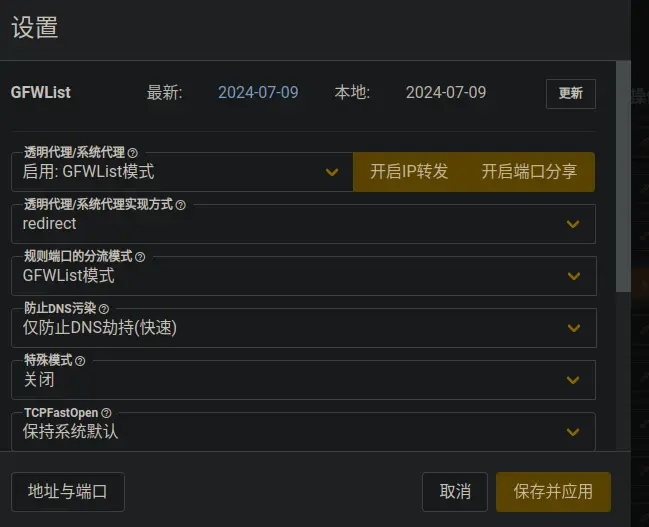 设置
GFWList 最新: 2024-07-09 本地: 2024-07-09 更新
透明代理/系统代理
启用: GFWList模式 开启IP转发 开启端口分享
透明代理/系统代理实现方式
redirect
规则端口的分流模式
GFWList模式
防止DNS污染
仅防止DNS劫持(快速)
特殊模式
关闭
TCPFastOpen
保持系统默认
地址与端口 取消 保存并应用